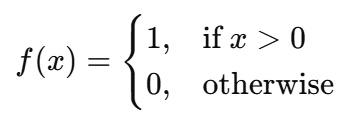 f(x) = { 1, if x > 0
0, otherwise